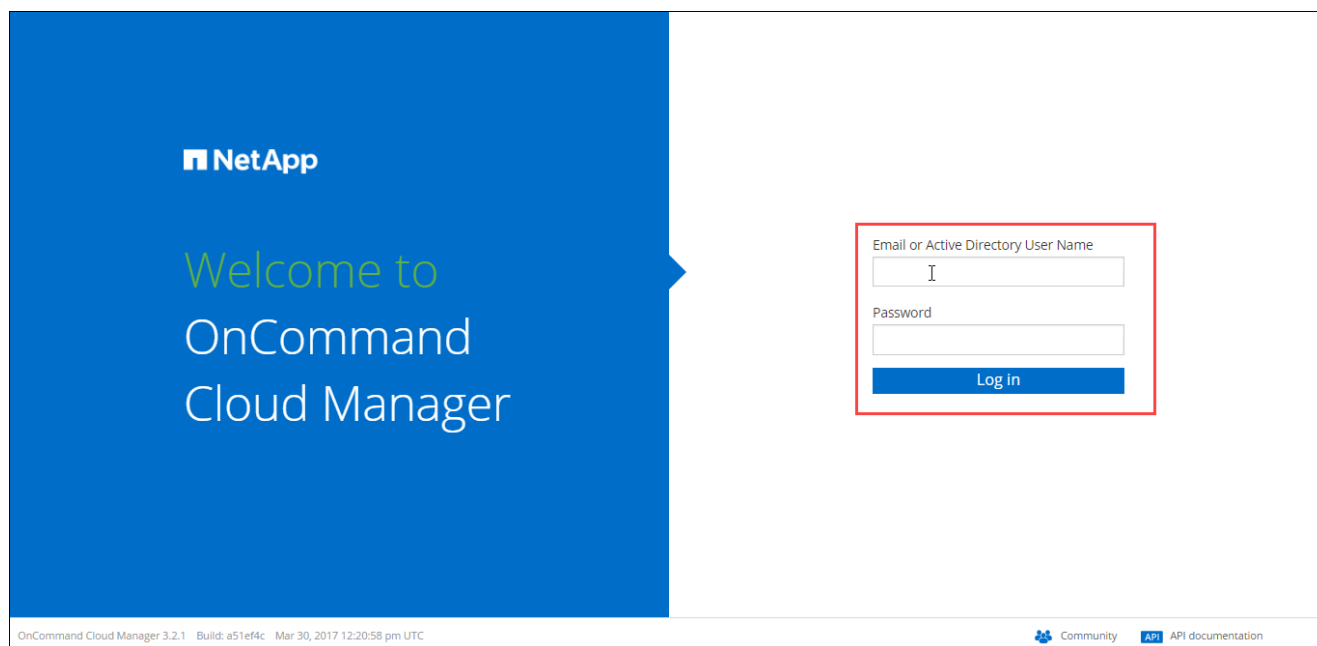 NetApp
Welcome to
OnCommand
Cloud Manager
Email or Active Directory User Name
Password
Log in
OnCommand Cloud Manager 3.2.1 Build: a51ef4c Mar 30, 2017 12:20:58 pm UTC
Community
API API documentation